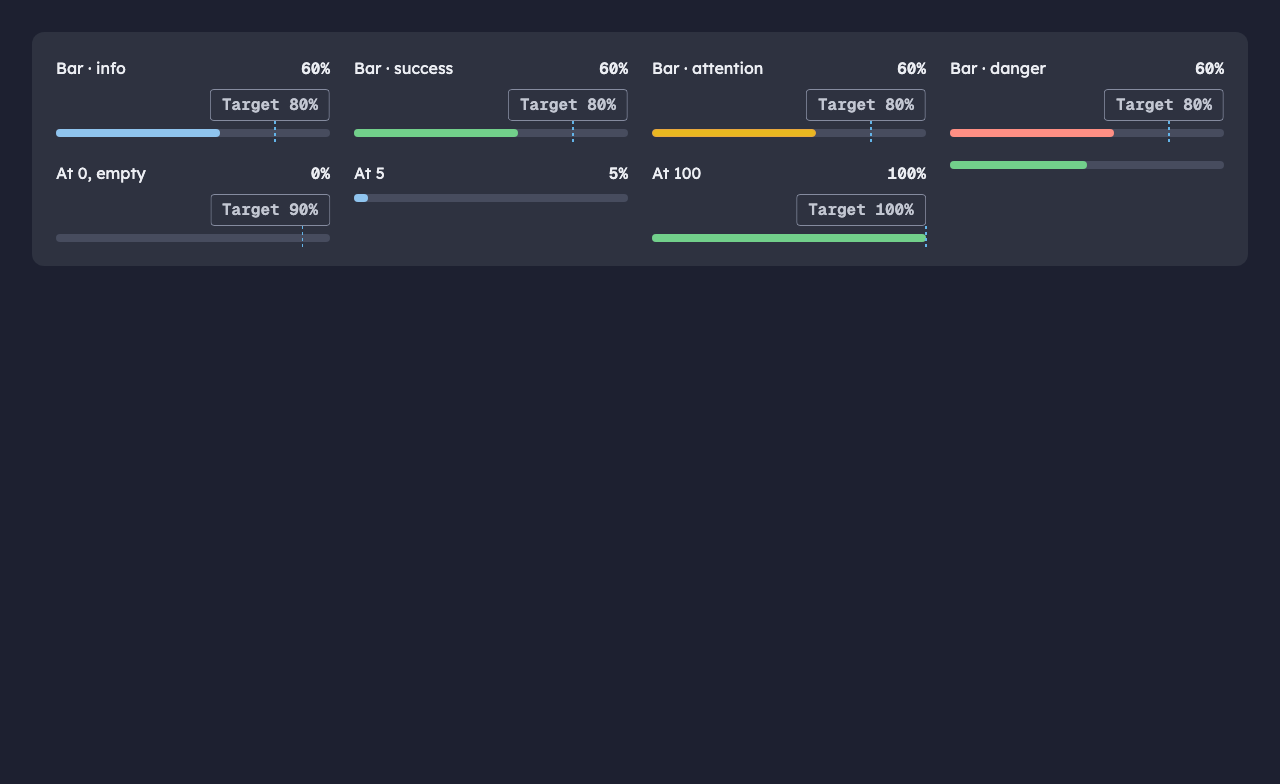 Bar · info 60%
Target 80%
Bar · success 60%
Target 80%
Bar · attention 60%
Target 80%
Bar · danger 60%
Target 80%
At 0, empty 0%
Target 90%
At 5 5%
At 100 100%
Target 100%